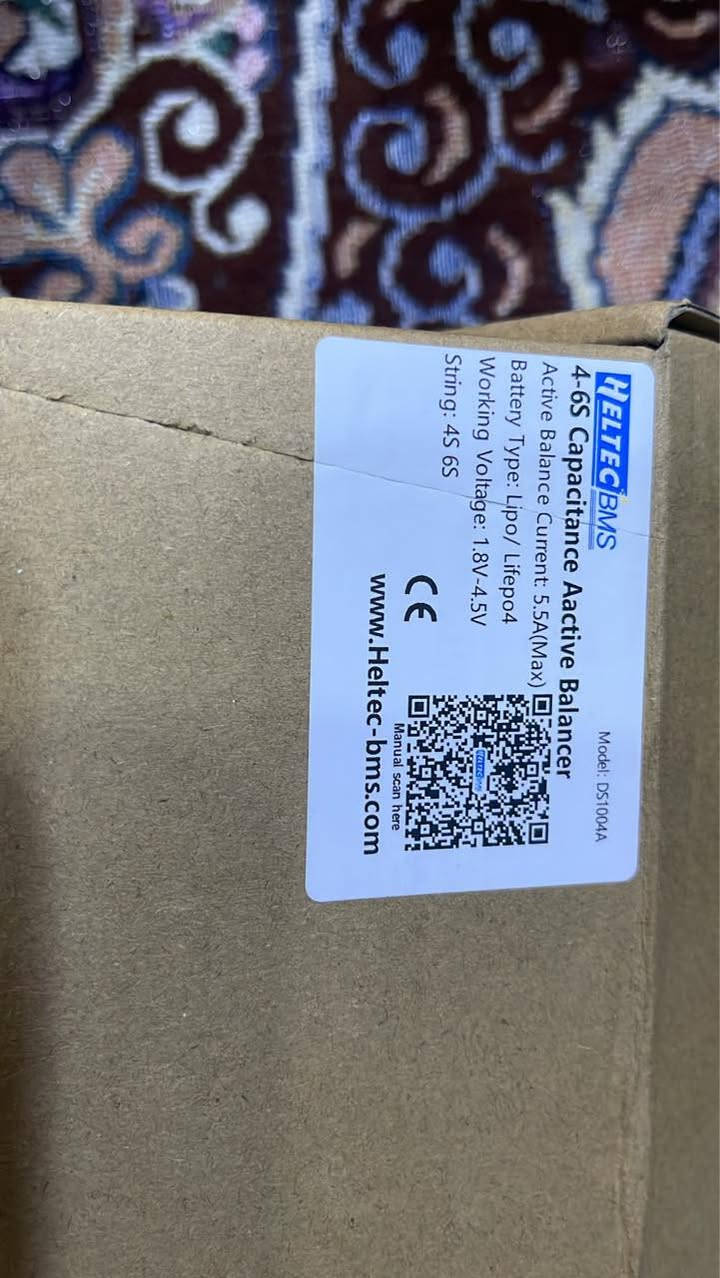 HELTEC BMS
Model: DS1004A
4-6S Capacitance Aactive Balancer
Active Balance Current: 5.5A(Max)
Battery Type: Lipo/ Lifepo4
Working Voltage: 1.8V-4.5V
String: 4S 6S
CE
Manual scan here
www.Heltec-bms.com